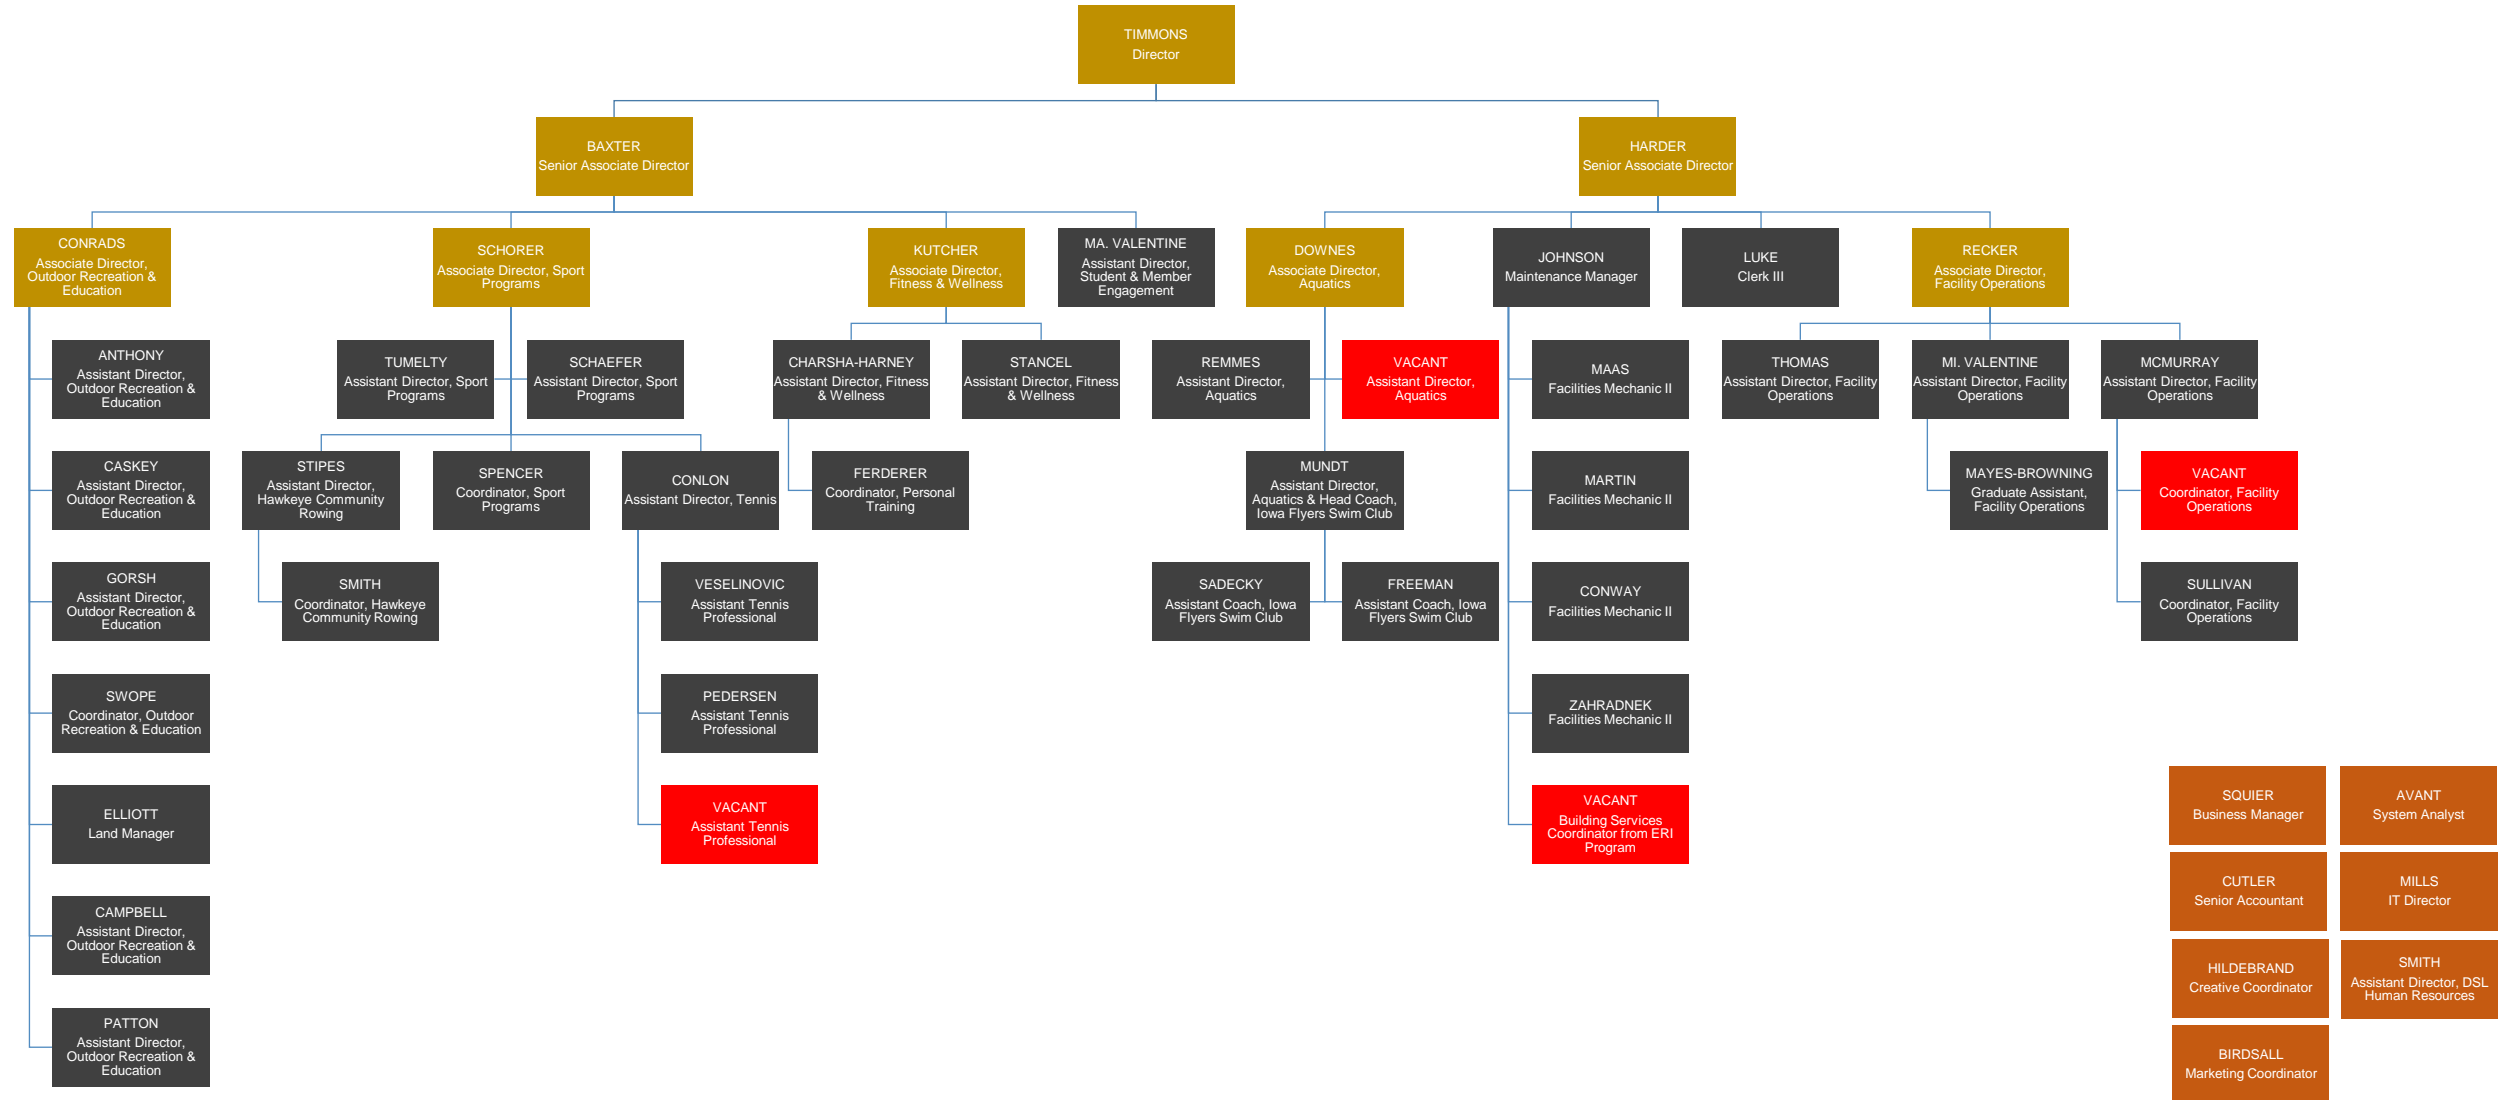 TIMMONS
Director
BAXTER
Senior Associate Director
HARDER
Senior Associate Director
CONRADS
Associate Director,
Outdoor Recreation &
Education
SCHORER
Associate Director, Sport
Programs
KUTCHER
Associate Director,
Fitness & Wellness
MA. VALENTINE
Assistant Director,
Student & Member
Engagement
DOWNES
Associate Director,
Aquatics
JOHNSON
Maintenance Manager
LUKE
Clerk III
RECKER
Associate Director,
Facility Operations
ANTHONY
Assistant Director,
Outdoor Recreation &
Education
TUMELTY
Assistant Director, Sport
Programs
SCHAEFER
Assistant Director, Sport
Programs
CHARSHA-HARNEY
Assistant Director, Fitness
& Wellness
STANCEL
Assistant Director, Fitness
& Wellness
REMMES
Assistant Director,
Aquatics
VACANT
Assistant Director,
Aquatics
MAAS
Facilities Mechanic II
THOMAS
Assistant Director, Facility
Operations
MI. VALENTINE
Assistant Director, Facility
Operations
MCMURRAY
Assistant Director, Facility
Operations
CASKEY
Assistant Director,
Outdoor Recreation &
Education
STIPES
Assistant Director,
Hawkeye Community
Rowing
SPENCER
Coordinator, Sport
Programs
CONLON
Assistant Director, Tennis
FERDERER
Coordinator, Personal
Training
MUNDT
Assistant Director,
Aquatics & Head Coach,
Iowa Flyers Swim Club
MARTIN
Facilities Mechanic II
MAYES-BROWNING
Graduate Assistant,
Facility Operations
VACANT
Coordinator, Facility
Operations
GORSH
Assistant Director,
Outdoor Recreation &
Education
SMITH
Coordinator, Hawkeye
Community Rowing
VESELINOVIC
Assistant Tennis
Professional
SADECKY
Assistant Coach, Iowa
Flyers Swim Club
FREEMAN
Assistant Coach, Iowa
Flyers Swim Club
CONWAY
Facilities Mechanic II
SULLIVAN
Coordinator, Facility
Operations
SWOPE
Coordinator, Outdoor
Recreation & Education
PEDERSEN
Assistant Tennis
Professional
ZAHRADNEK
Facilities Mechanic II
ELLIOTT
Land Manager
VACANT
Assistant Tennis
Professional
VACANT
Building Services
Coordinator from ERI
Program
SQUIER
Business Manager
AVANT
System Analyst
CUTLER
Senior Accountant
MILLS
IT Director
CAMPBELL
Assistant Director,
Outdoor Recreation &
Education
HILDEBRAND
Creative Coordinator
SMITH
Assistant Director, DSL
Human Resources
PATTON
Assistant Director,
Outdoor Recreation &
Education
BIRDSALL
Marketing Coordinator